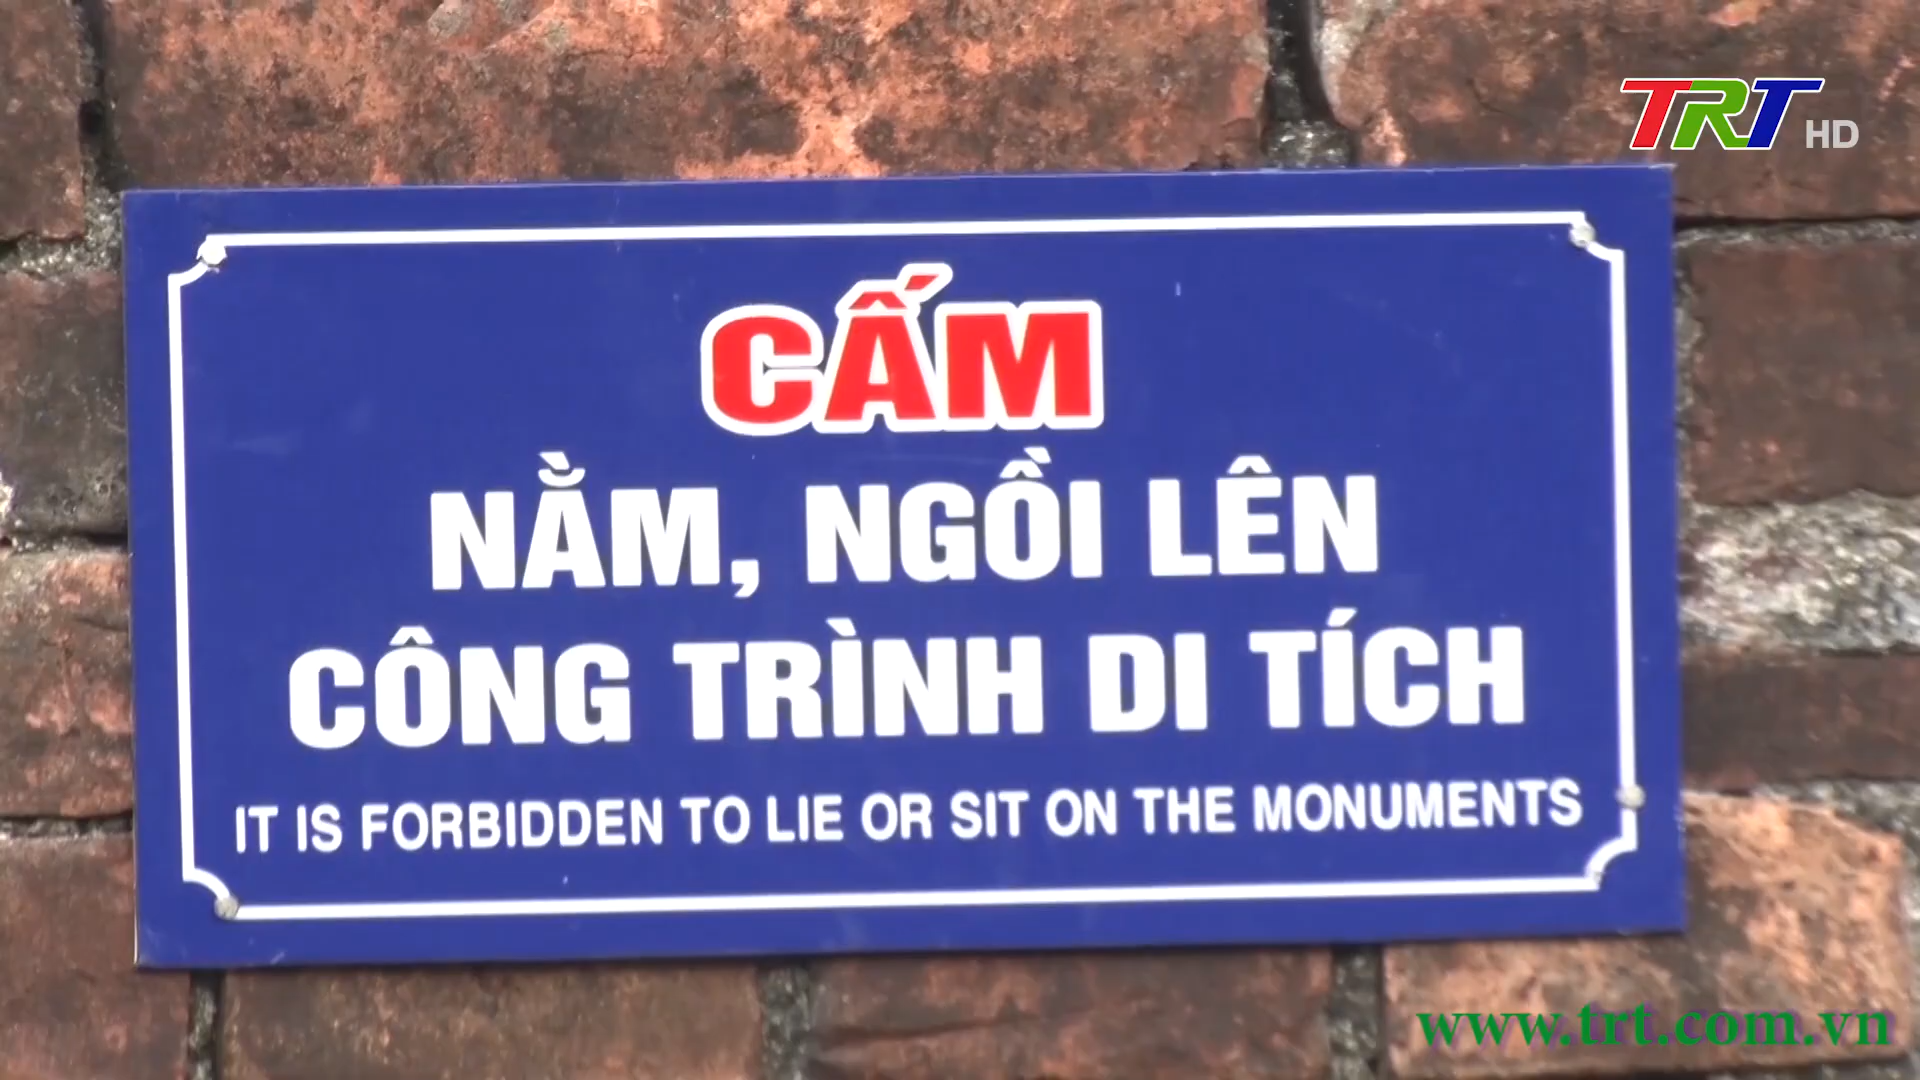 TRT HD
CẤM
NẰM, NGỒI LÊN
CÔNG TRÌNH DI TÍCH
IT IS FORBIDDEN TO LIE OR SIT ON THE MONUMENTS
www.trt.com.vn